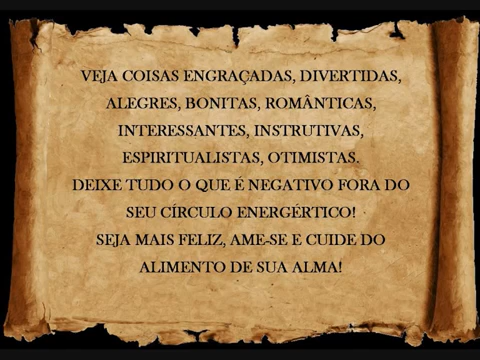 VEJA COISAS ENGRAÇADAS, DIVERTIDAS,
ALEGRES, BONITAS, ROMÂNTICAS,
INTERESSANTES, INSTRUTIVAS,
ESPIRITUALISTAS, OTIMISTAS.
DEIXE TUDO O QUE É NEGATIVO FORA DO
SEU CÍRCULO ENERGÉRTICO!
SEJA MAIS FELIZ, AME-SE E CUIDE DO
ALIMENTO DE SUA ALMA!